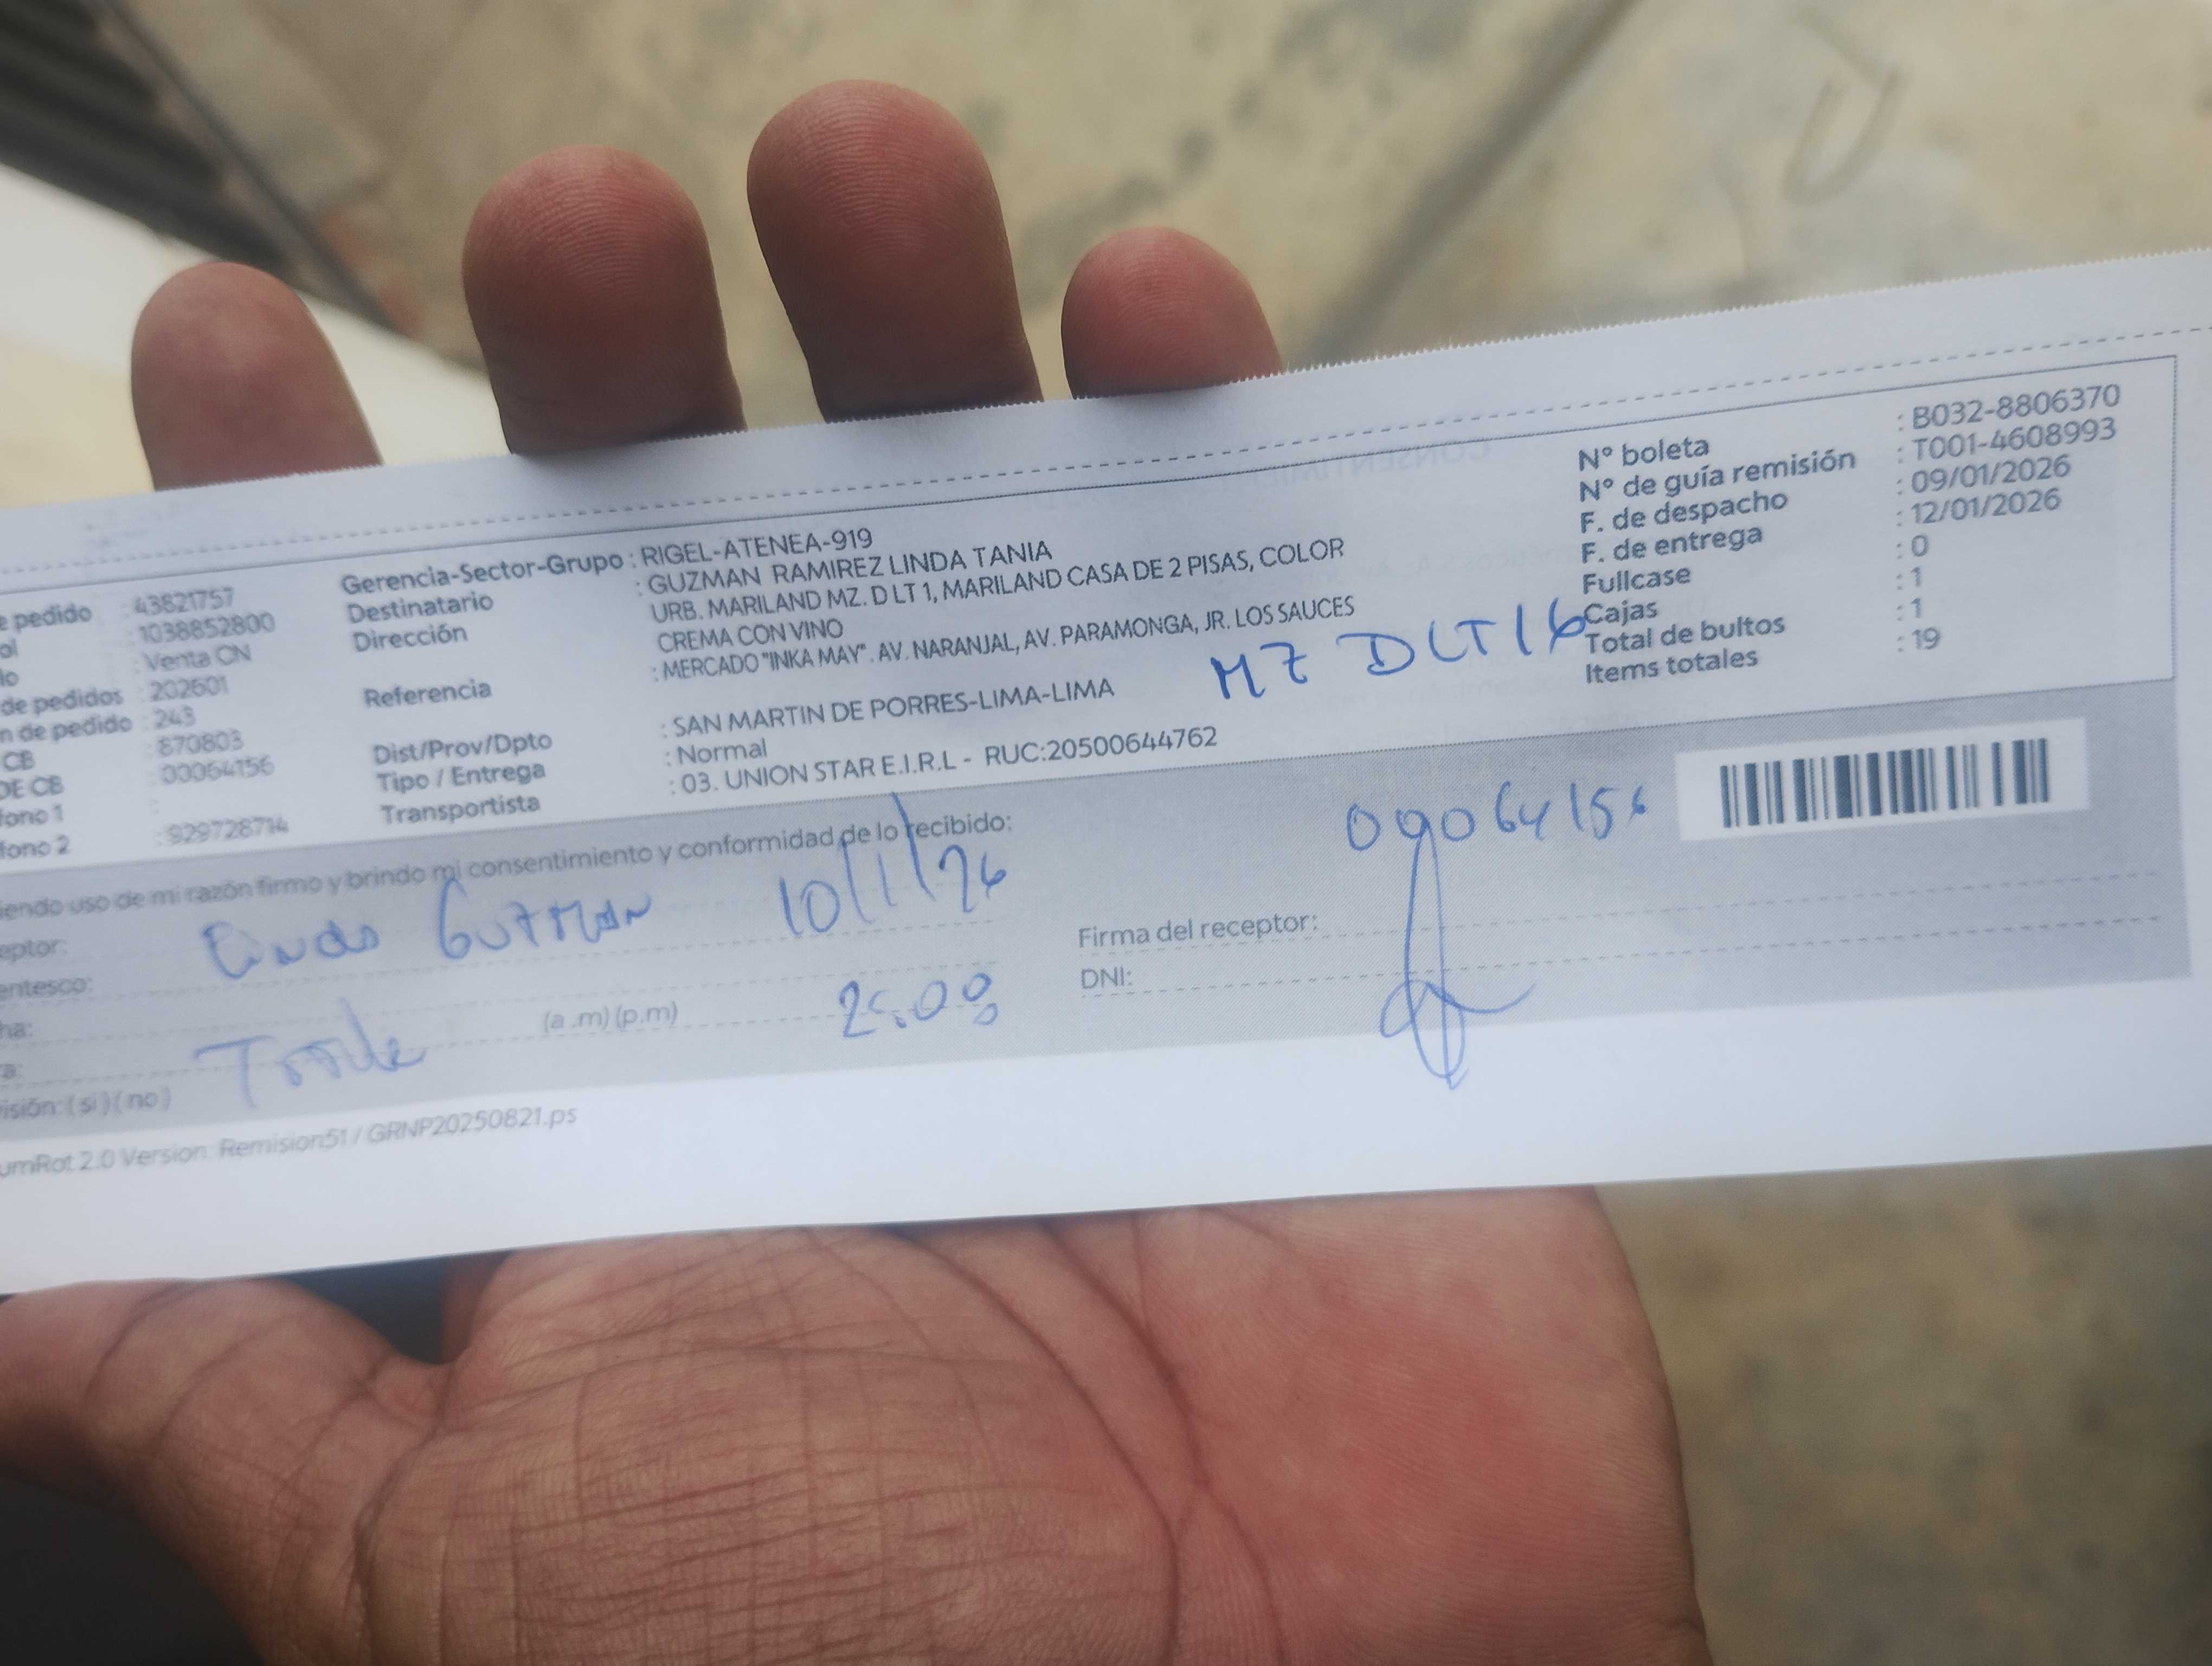 Gerencia-Sector-Grupo : RIGEL-ATENEA-919
Destinatario : GUZMAN RAMIREZ LINDA TANIA
Dirección URB. MARILAND MZ. D LT 1, MARILAND CASA DE 2 PISAS, COLOR
CREMA CON VINO
Referencia : MERCADO "INKA MAY". AV. NARANJAL, AV. PARAMONGA, JR. LOS SAUCES
MZ D LT 16
Dist/Prov/Dpto : SAN MARTIN DE PORRES-LIMA-LIMA
Tipo / Entrega : Normal
Transportista : 03. UNION STAR E.I.R.L - RUC:20500644762
e pedido : 43821757
ol : 1038852800
lo : Venta CN
de pedidos : 202601
n de pedido : 243
CB : 870803
DE CB : 00064156
fono 1 :
fono 2 : 929728714
N° boleta : B032-8806370
N° de guía remisión : T001-4608993
F. de despacho : 09/01/2026
F. de entrega : 12/01/2026
Fullcase : 0
Cajas : 1
Total de bultos : 1
Items totales : 19
iendo uso de mi razón firmo y brindo mi consentimiento y conformidad de lo recibido:
eptor: Linda GUZMAN 10/1/26
entesco:
ha:
a: (a .m) (p.m)
isión: ( si ) ( no )
09064156
Firma del receptor:
DNI:
umRot 2.0 Version: Remision51 / GRNP20250821.ps